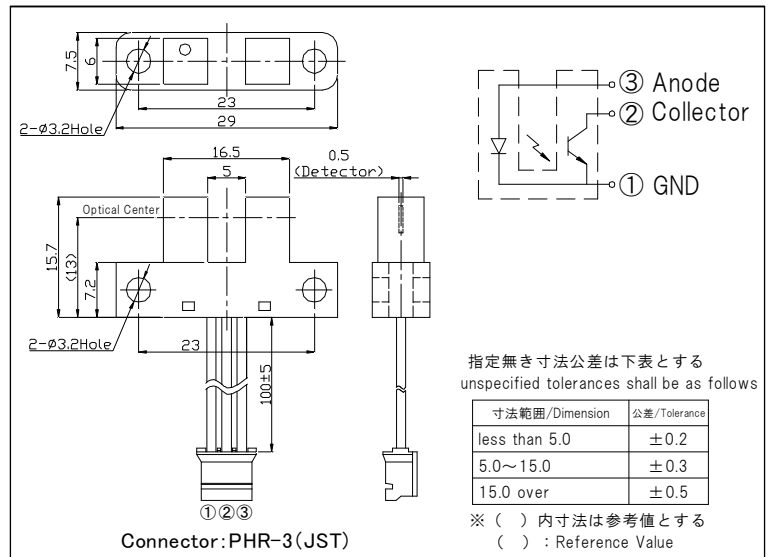 7.5
6
23
29
2-ø3.2Hole
③ Anode
② Collector
① GND
16.5
5
0.5
(Detector)
Optical Center
15.7
(13)
7.2
2-ø3.2Hole
23
100±5
①②③
Connector:PHR-3(JST)
指定無き寸法公差は下表とする
unspecified tolerances shall be as follows
寸法範囲/Dimension 公差/Tolerance
less than 5.0 ±0.2
5.0～15.0 ±0.3
15.0 over ±0.5
※（ ）内寸法は参考値とする
（ ）：Reference Value